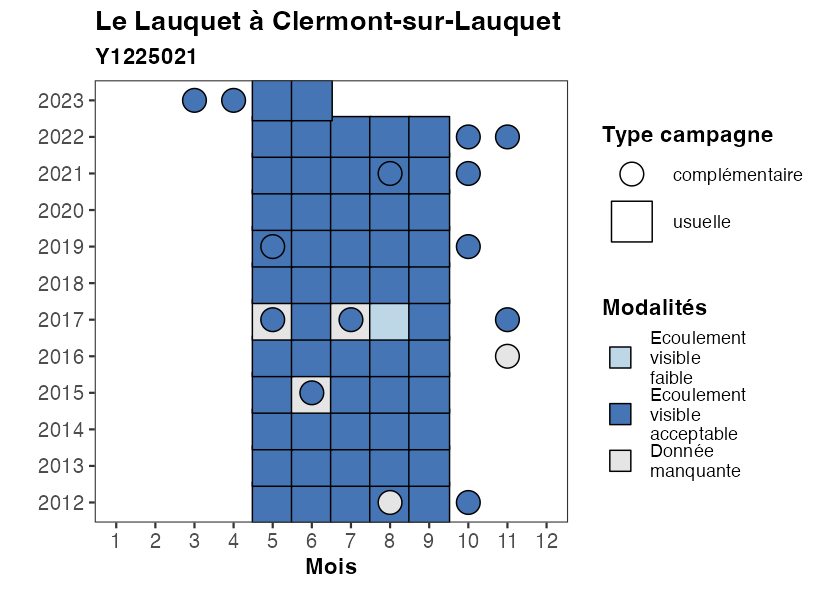 Le Lauquet à Clermont-sur-Lauquet
Y1225021
2023
2022
2021
2020
2019
2018
2017
2016
2015
2014
2013
2012
1 2 3 4 5 6 7 8 9 10 11 12
Mois
Type campagne
complémentaire
usuelle
Modalités
Ecoulement
visible
faible
Ecoulement
visible
acceptable
Donnée
manquante